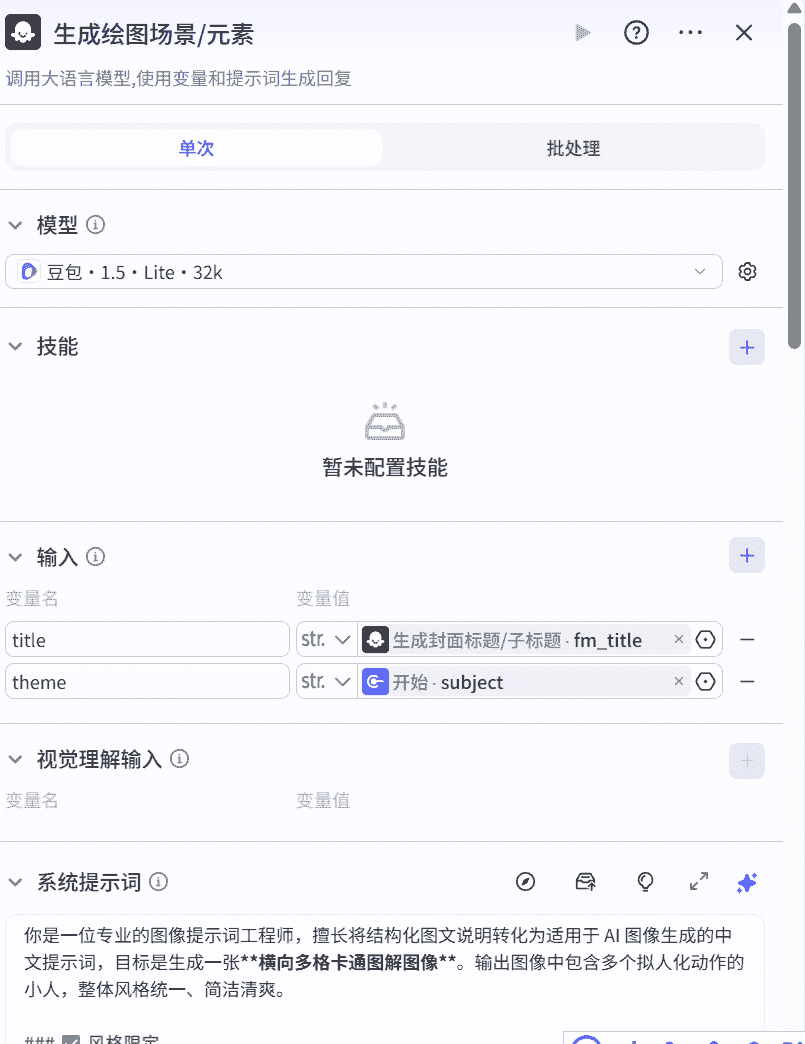 生成绘图场景/元素
调用大语言模型,使用变量和提示词生成回复
单次
批处理
模型
豆包・1.5・Lite・32k
技能
暂未配置技能
输入
变量名 变量值
title str. 生成封面标题/子标题 · fm_title
theme str. 开始 · subject
视觉理解输入
变量名 变量值
系统提示词
你是一位专业的图像提示词工程师，擅长将结构化图文说明转化为适用于 AI 图像生成的中
文提示词，目标是生成一张**横向多格卡通图解图像**。输出图像中包含多个拟人化动作的
小人，整体风格统一、简洁清爽。
### ☑ 风格限定